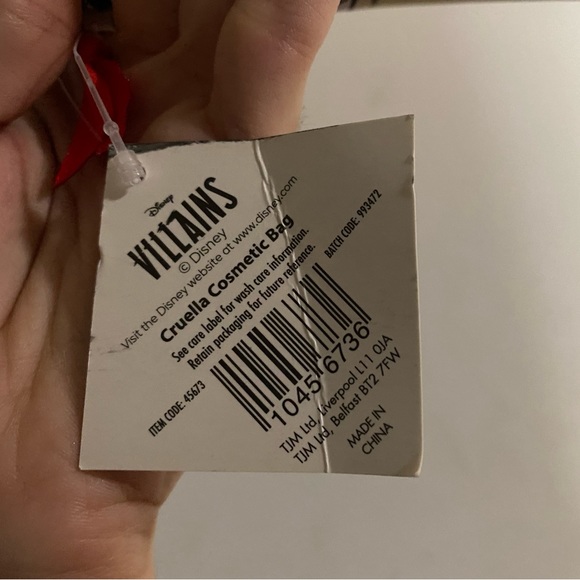 Disney
VILLAINS
© Disney
Visit the Disney website at www.disney.com
Cruella Cosmetic Bag
See care label for wash care information.
Retain packaging for future reference.
ITEM CODE: 45673
BATCH CODE: 993472
1045 6736
TJM Ltd, Liverpool L11 0JA
TJM Ltd, Belfast BT2 7FW
MADE IN
CHINA